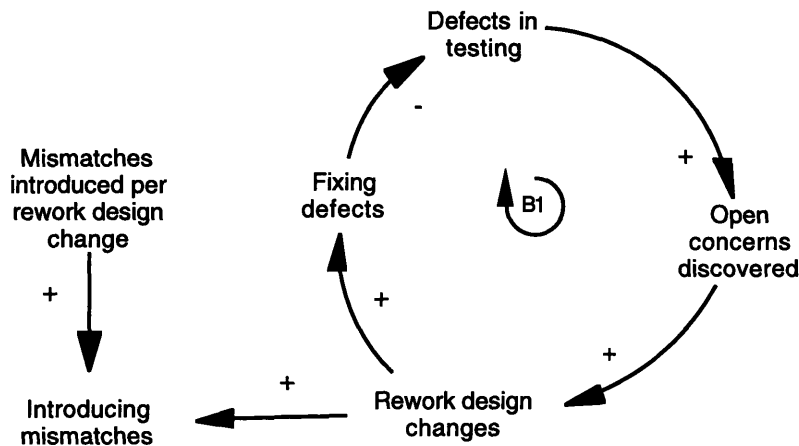 Defects in
testing
-
+
Mismatches
introduced per
rework design
change
Fixing
defects
B1
Open
concerns
discovered
+
+
+
+
Introducing
mismatches
Rework design
changes